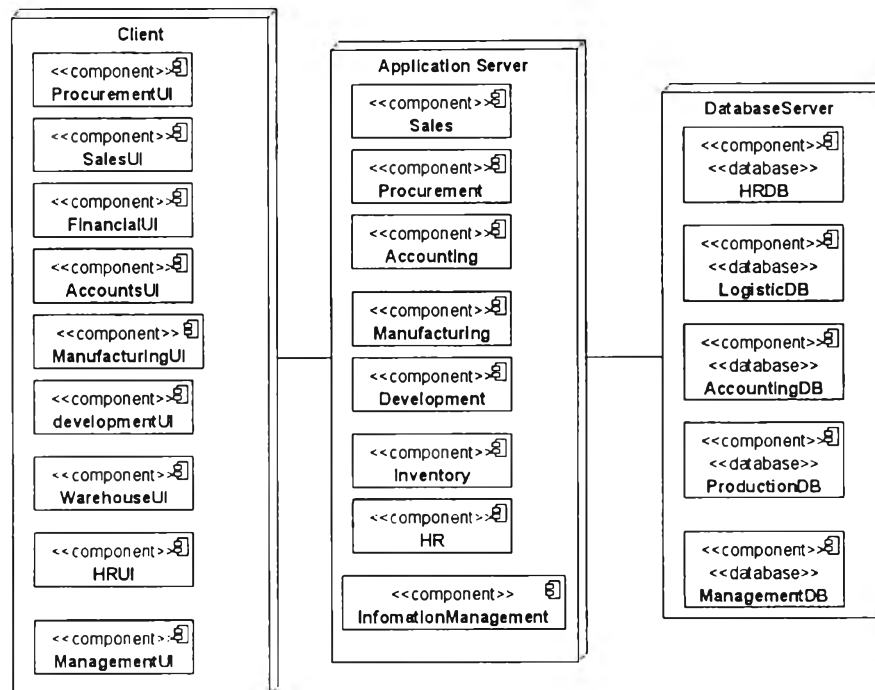 Client
<<component>>
ProcurementUI
<<component>>
SalesUI
<<component>>
FinancialUI
<<component>>
AccountsUI
<<component>>
ManufacturingUI
<<component>>
developmentUI
<<component>>
WarehouseUI
<<component>>
HRUI
<<component>>
ManagementUI
Application Server
<<component>>
Sales
<<component>>
Procurement
<<component>>
Accounting
<<component>>
Manufacturing
<<component>>
Development
<<component>>
Inventory
<<component>>
HR
<<component>>
InfomationManagement
DatabaseServer
<<component>>
<<database>>
HRDB
<<component>>
<<database>>
LogisticDB
<<component>>
<<database>>
AccountingDB
<<component>>
<<database>>
ProductionDB
<<component>>
<<database>>
ManagementDB